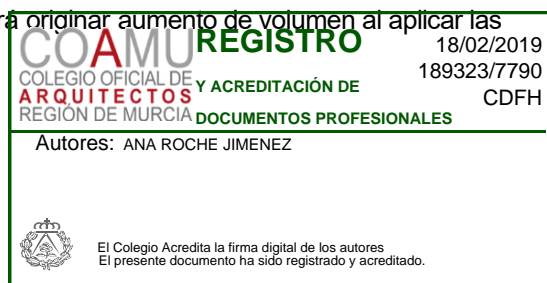 rá originar aumento de volumen al aplicar las
COAMU
COLEGIO OFICIAL DE
ARQUITECTOS
REGIÓN DE MURCIA
REGISTRO
Y ACREDITACIÓN DE
DOCUMENTOS PROFESIONALES
18/02/2019
189323/7790
CDFH
Autores: ANA ROCHE JIMENEZ
El Colegio Acredita la firma digital de los autores
El presente documento ha sido registrado y acreditado.